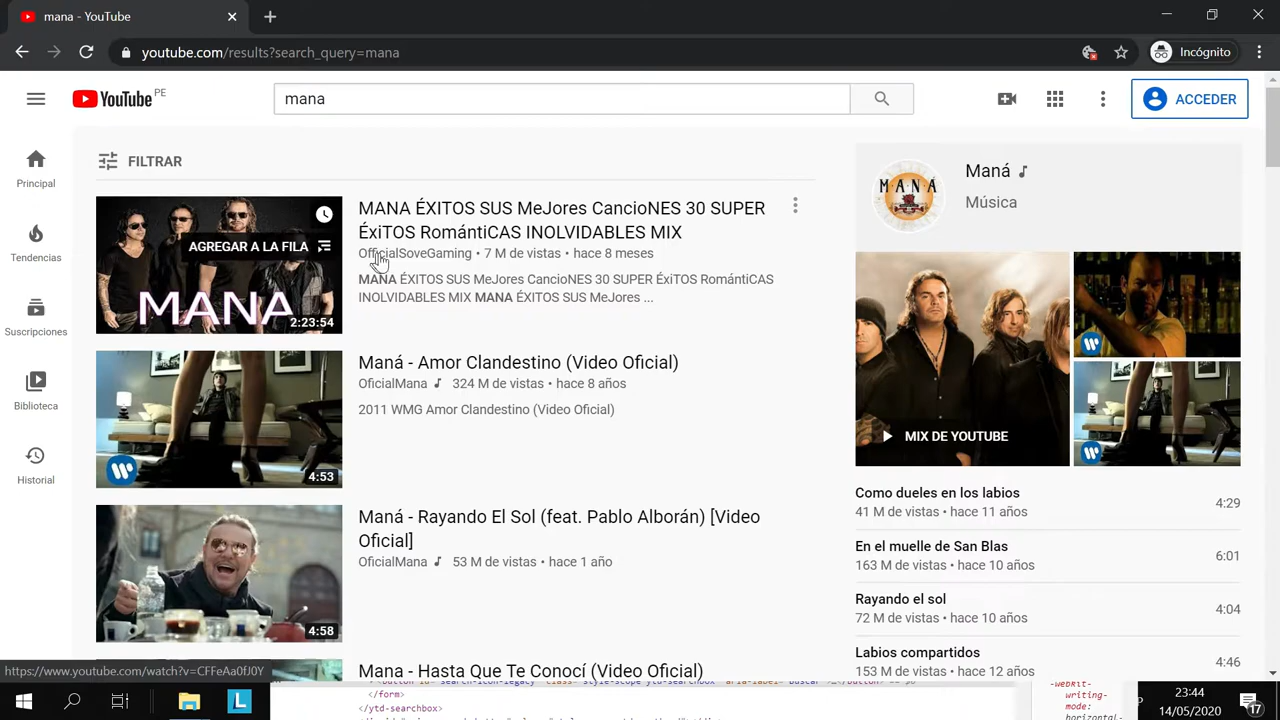 mana - YouTube
youtube.com/results?search_query=mana
Incógnito
YouTube PE
mana
ACCEDER
Principal
Tendencias
Suscripciones
Biblioteca
Historial
FILTRAR
AGREGAR A LA FILA
MANA
2:23:54
MANA ÉXITOS SUS MeJores CancioNES 30 SUPER
ÉxiTOS RománticAS INOLVIDABLES MIX
OfficialSoveGaming • 7 M de vistas • hace 8 meses
MANA ÉXITOS SUS MeJores CancioNES 30 SUPER ÉxiTOS RománticAS
INOLVIDABLES MIX MANA ÉXITOS SUS MeJores ...
4:53
Maná - Amor Clandestino (Video Oficial)
OficialMana 324 M de vistas • hace 8 años
2011 WMG Amor Clandestino (Video Oficial)
4:58
Maná - Rayando El Sol (feat. Pablo Alborán) [Video
Oficial]
OficialMana 53 M de vistas • hace 1 año
Mana - Hasta Que Te Conocí (Video Oficial)
MANÁ
Maná
Música
MIX DE YOUTUBE
Como dueles en los labios
41 M de vistas • hace 11 años
4:29
En el muelle de San Blas
163 M de vistas • hace 10 años
6:01
Rayando el sol
72 M de vistas • hace 10 años
4:04
Labios compartidos
153 M de vistas • hace 12 años
4:46
https://www.youtube.com/watch?v=CFFeAa0fJ0Y
</form>
</ytd-searchbox>
webkit-
writing-
mode:
horizontal-
23:44
14/05/2020
17